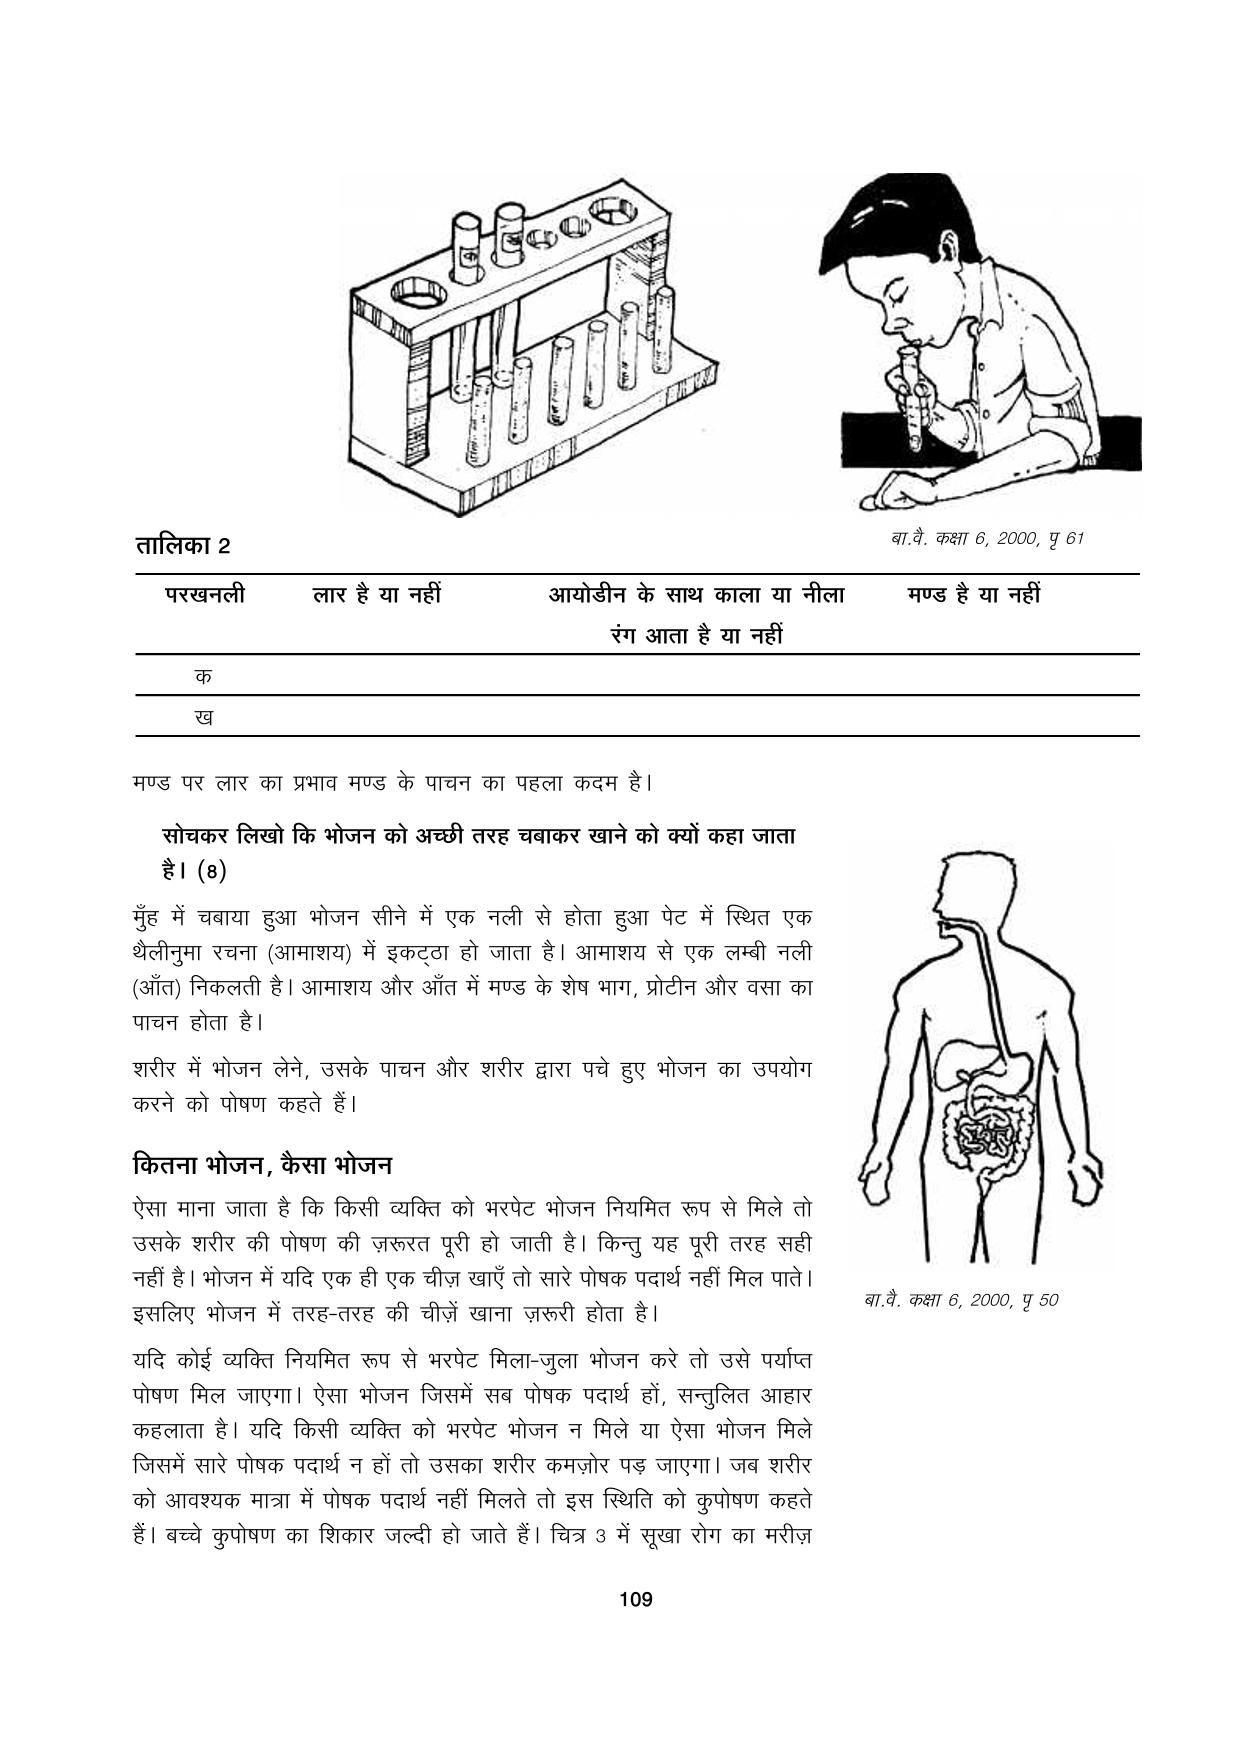 क
बा.वै. कक्षा 6, 2000, पृ 61
तालिका 2
परखनली लार है या नहीं आयोडीन के साथ काला या नीला मण्ड है या नहीं
रंग आता है या नहीं
क
ख
मण्ड पर लार का प्रभाव मण्ड के पाचन का पहला कदम है।
सोचकर लिखो कि भोजन को अच्छी तरह चबाकर खाने को क्यों कहा जाता
है। (8)
मुँह में चबाया हुआ भोजन सीने में एक नली से होता हुआ पेट में स्थित एक
थैलीनुमा रचना (आमाशय) में इकट्ठा हो जाता है। आमाशय से एक लम्बी नली
(आँत) निकलती है। आमाशय और आँत में मण्ड के शेष भाग, प्रोटीन और वसा का
पाचन होता है।
शरीर में भोजन लेने, उसके पाचन और शरीर द्वारा पचे हुए भोजन का उपयोग
करने को पोषण कहते हैं।
कितना भोजन, कैसा भोजन
ऐसा माना जाता है कि किसी व्यक्ति को भरपेट भोजन नियमित रूप से मिले तो
उसके शरीर की पोषण की ज़रूरत पूरी हो जाती है। किन्तु यह पूरी तरह सही
नहीं है। भोजन में यदि एक ही एक चीज़ खाएँ तो सारे पोषक पदार्थ नहीं मिल पाते।
इसलिए भोजन में तरह-तरह की चीज़ें खाना ज़रूरी होता है।
बा.वै. कक्षा 6, 2000, पृ 50
यदि कोई व्यक्ति नियमित रूप से भरपेट मिला-जुला भोजन करे तो उसे पर्याप्त
पोषण मिल जाएगा। ऐसा भोजन जिसमें सब पोषक पदार्थ हों, सन्तुलित आहार
कहलाता है। यदि किसी व्यक्ति को भरपेट भोजन न मिले या ऐसा भोजन मिले
जिसमें सारे पोषक पदार्थ न हों तो उसका शरीर कमज़ोर पड़ जाएगा। जब शरीर
को आवश्यक मात्रा में पोषक पदार्थ नहीं मिलते तो इस स्थिति को कुपोषण कहते
हैं। बच्चे कुपोषण का शिकार जल्दी हो जाते हैं। चित्र 3 में सूखा रोग का मरीज़
109